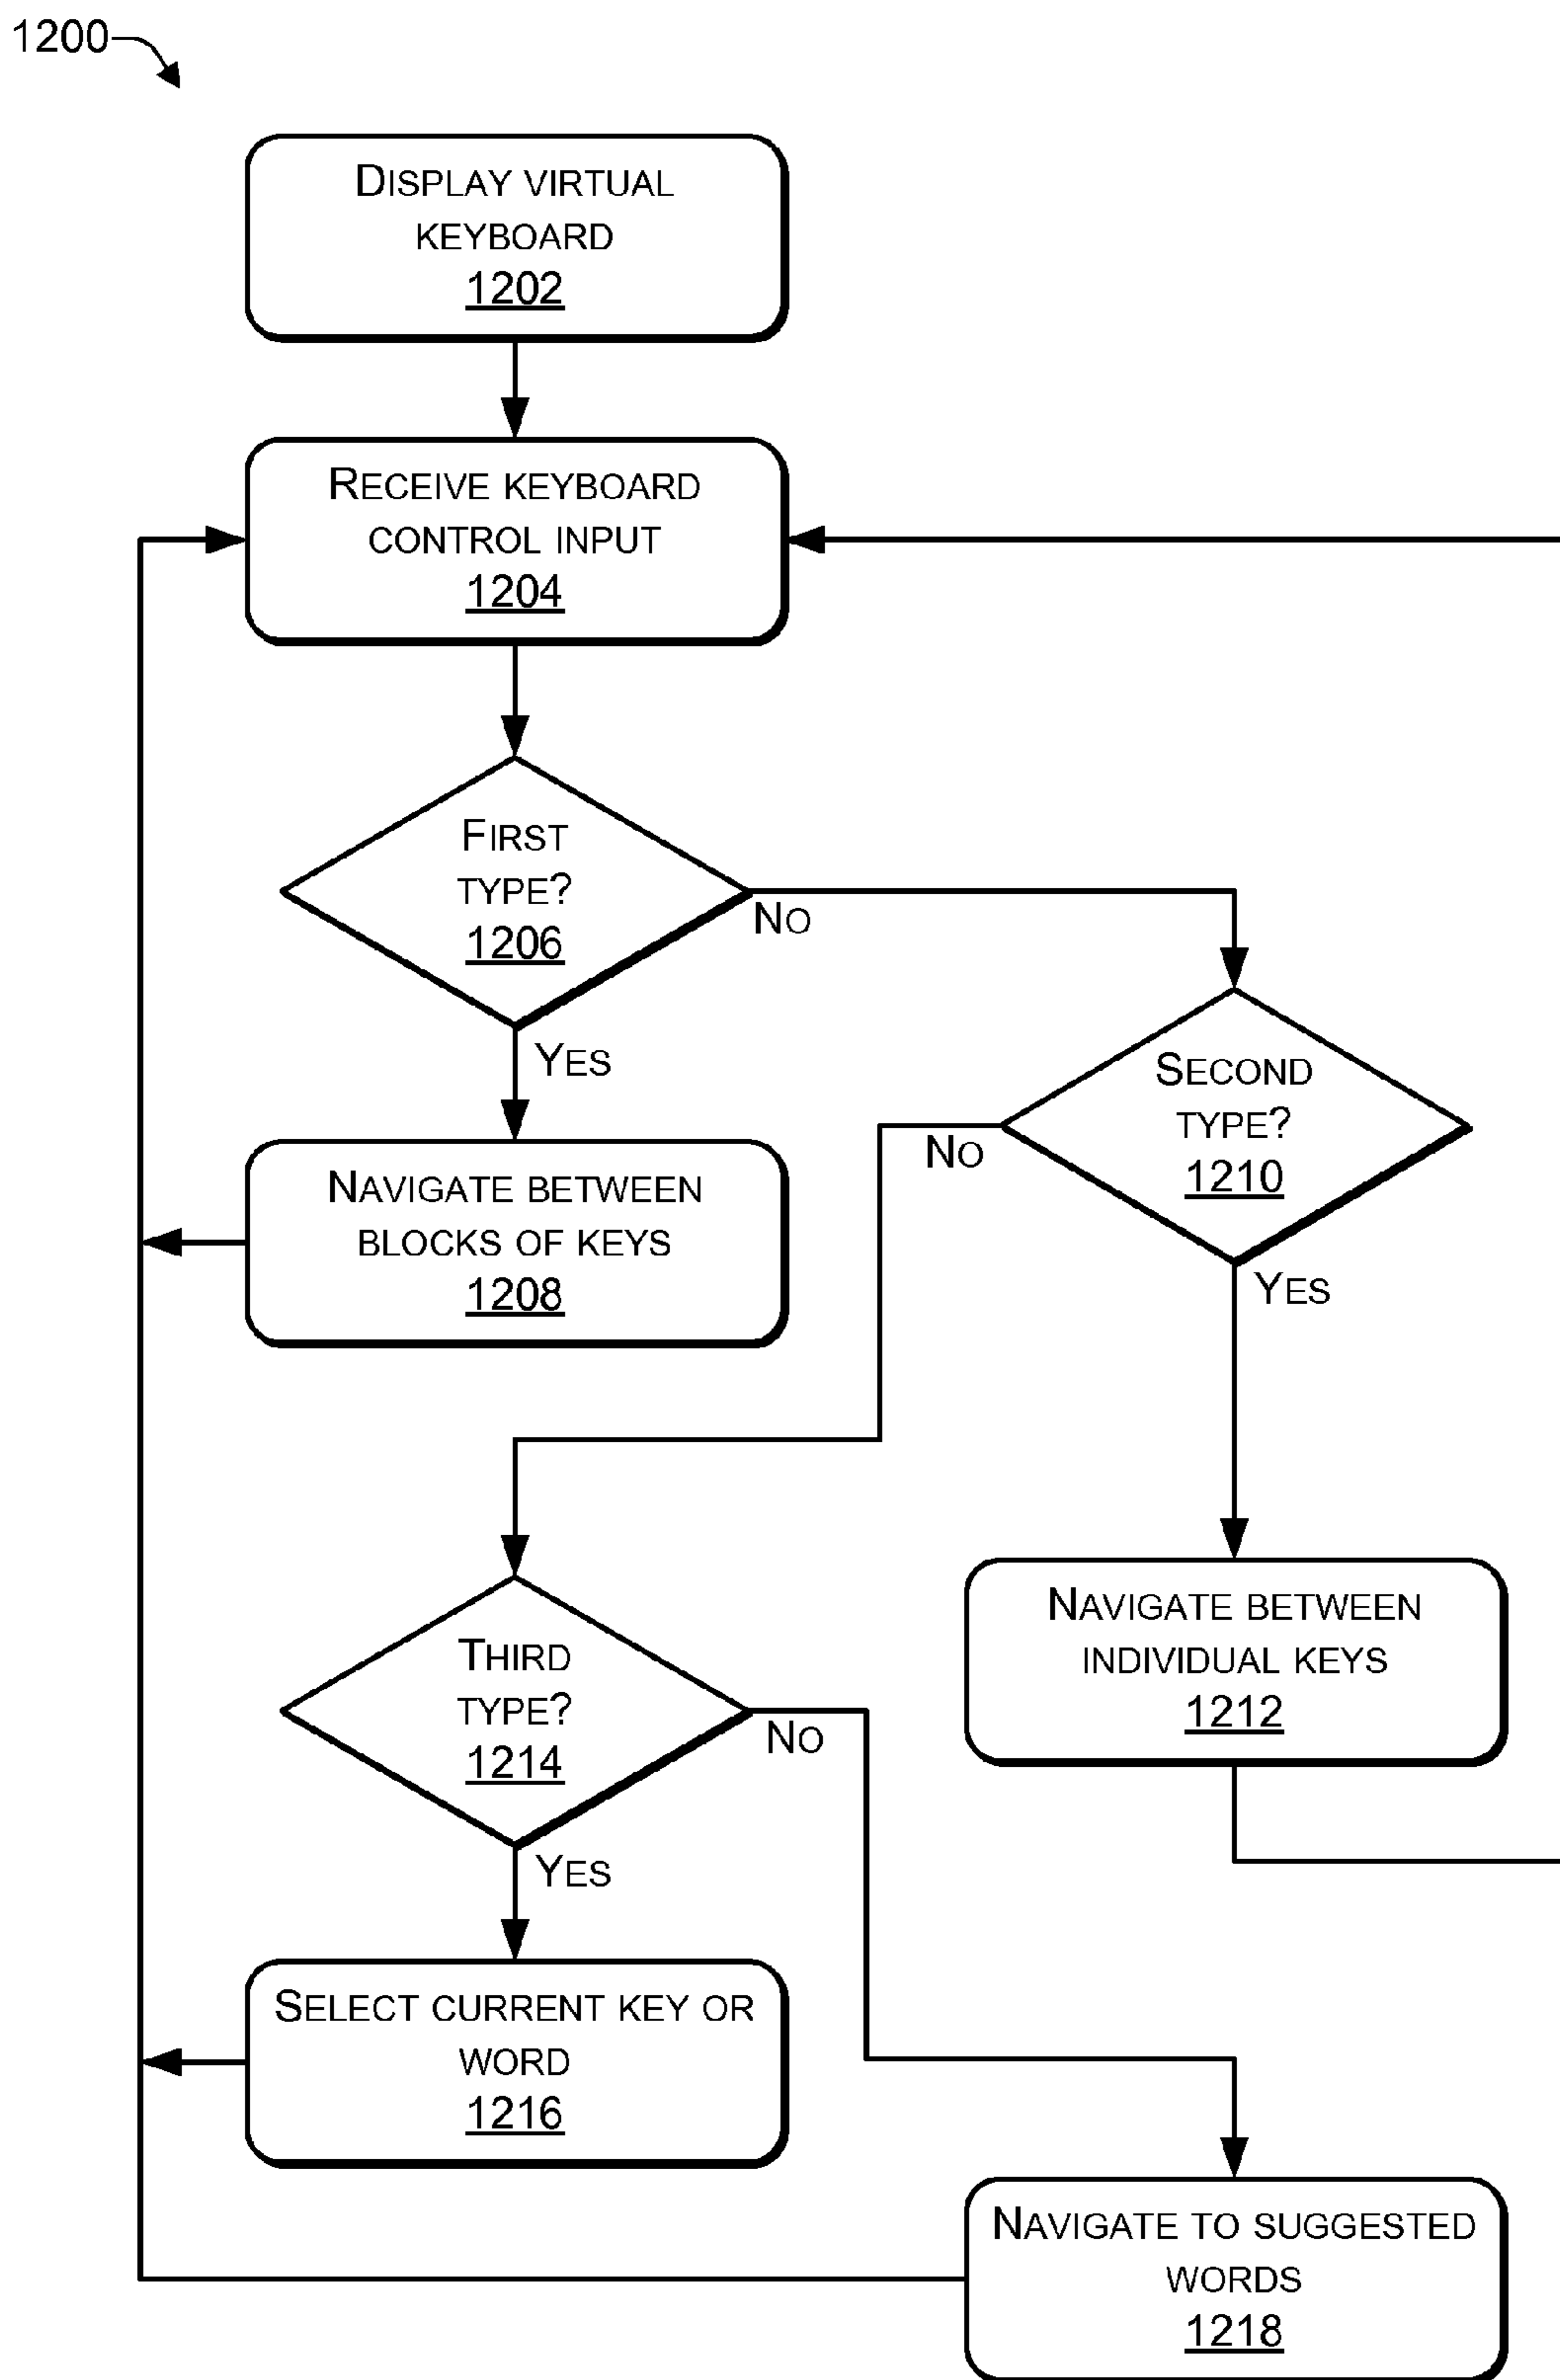 1200
DISPLAY VIRTUAL
KEYBOARD
1202
RECEIVE KEYBOARD
CONTROL INPUT
1204
FIRST
TYPE?
1206
NO
YES
SECOND
TYPE?
1210
NO
YES
NAVIGATE BETWEEN
BLOCKS OF KEYS
1208
NAVIGATE BETWEEN
INDIVIDUAL KEYS
1212
THIRD
TYPE?
1214
NO
YES
SELECT CURRENT KEY OR
WORD
1216
NAVIGATE TO SUGGESTED
WORDS
1218